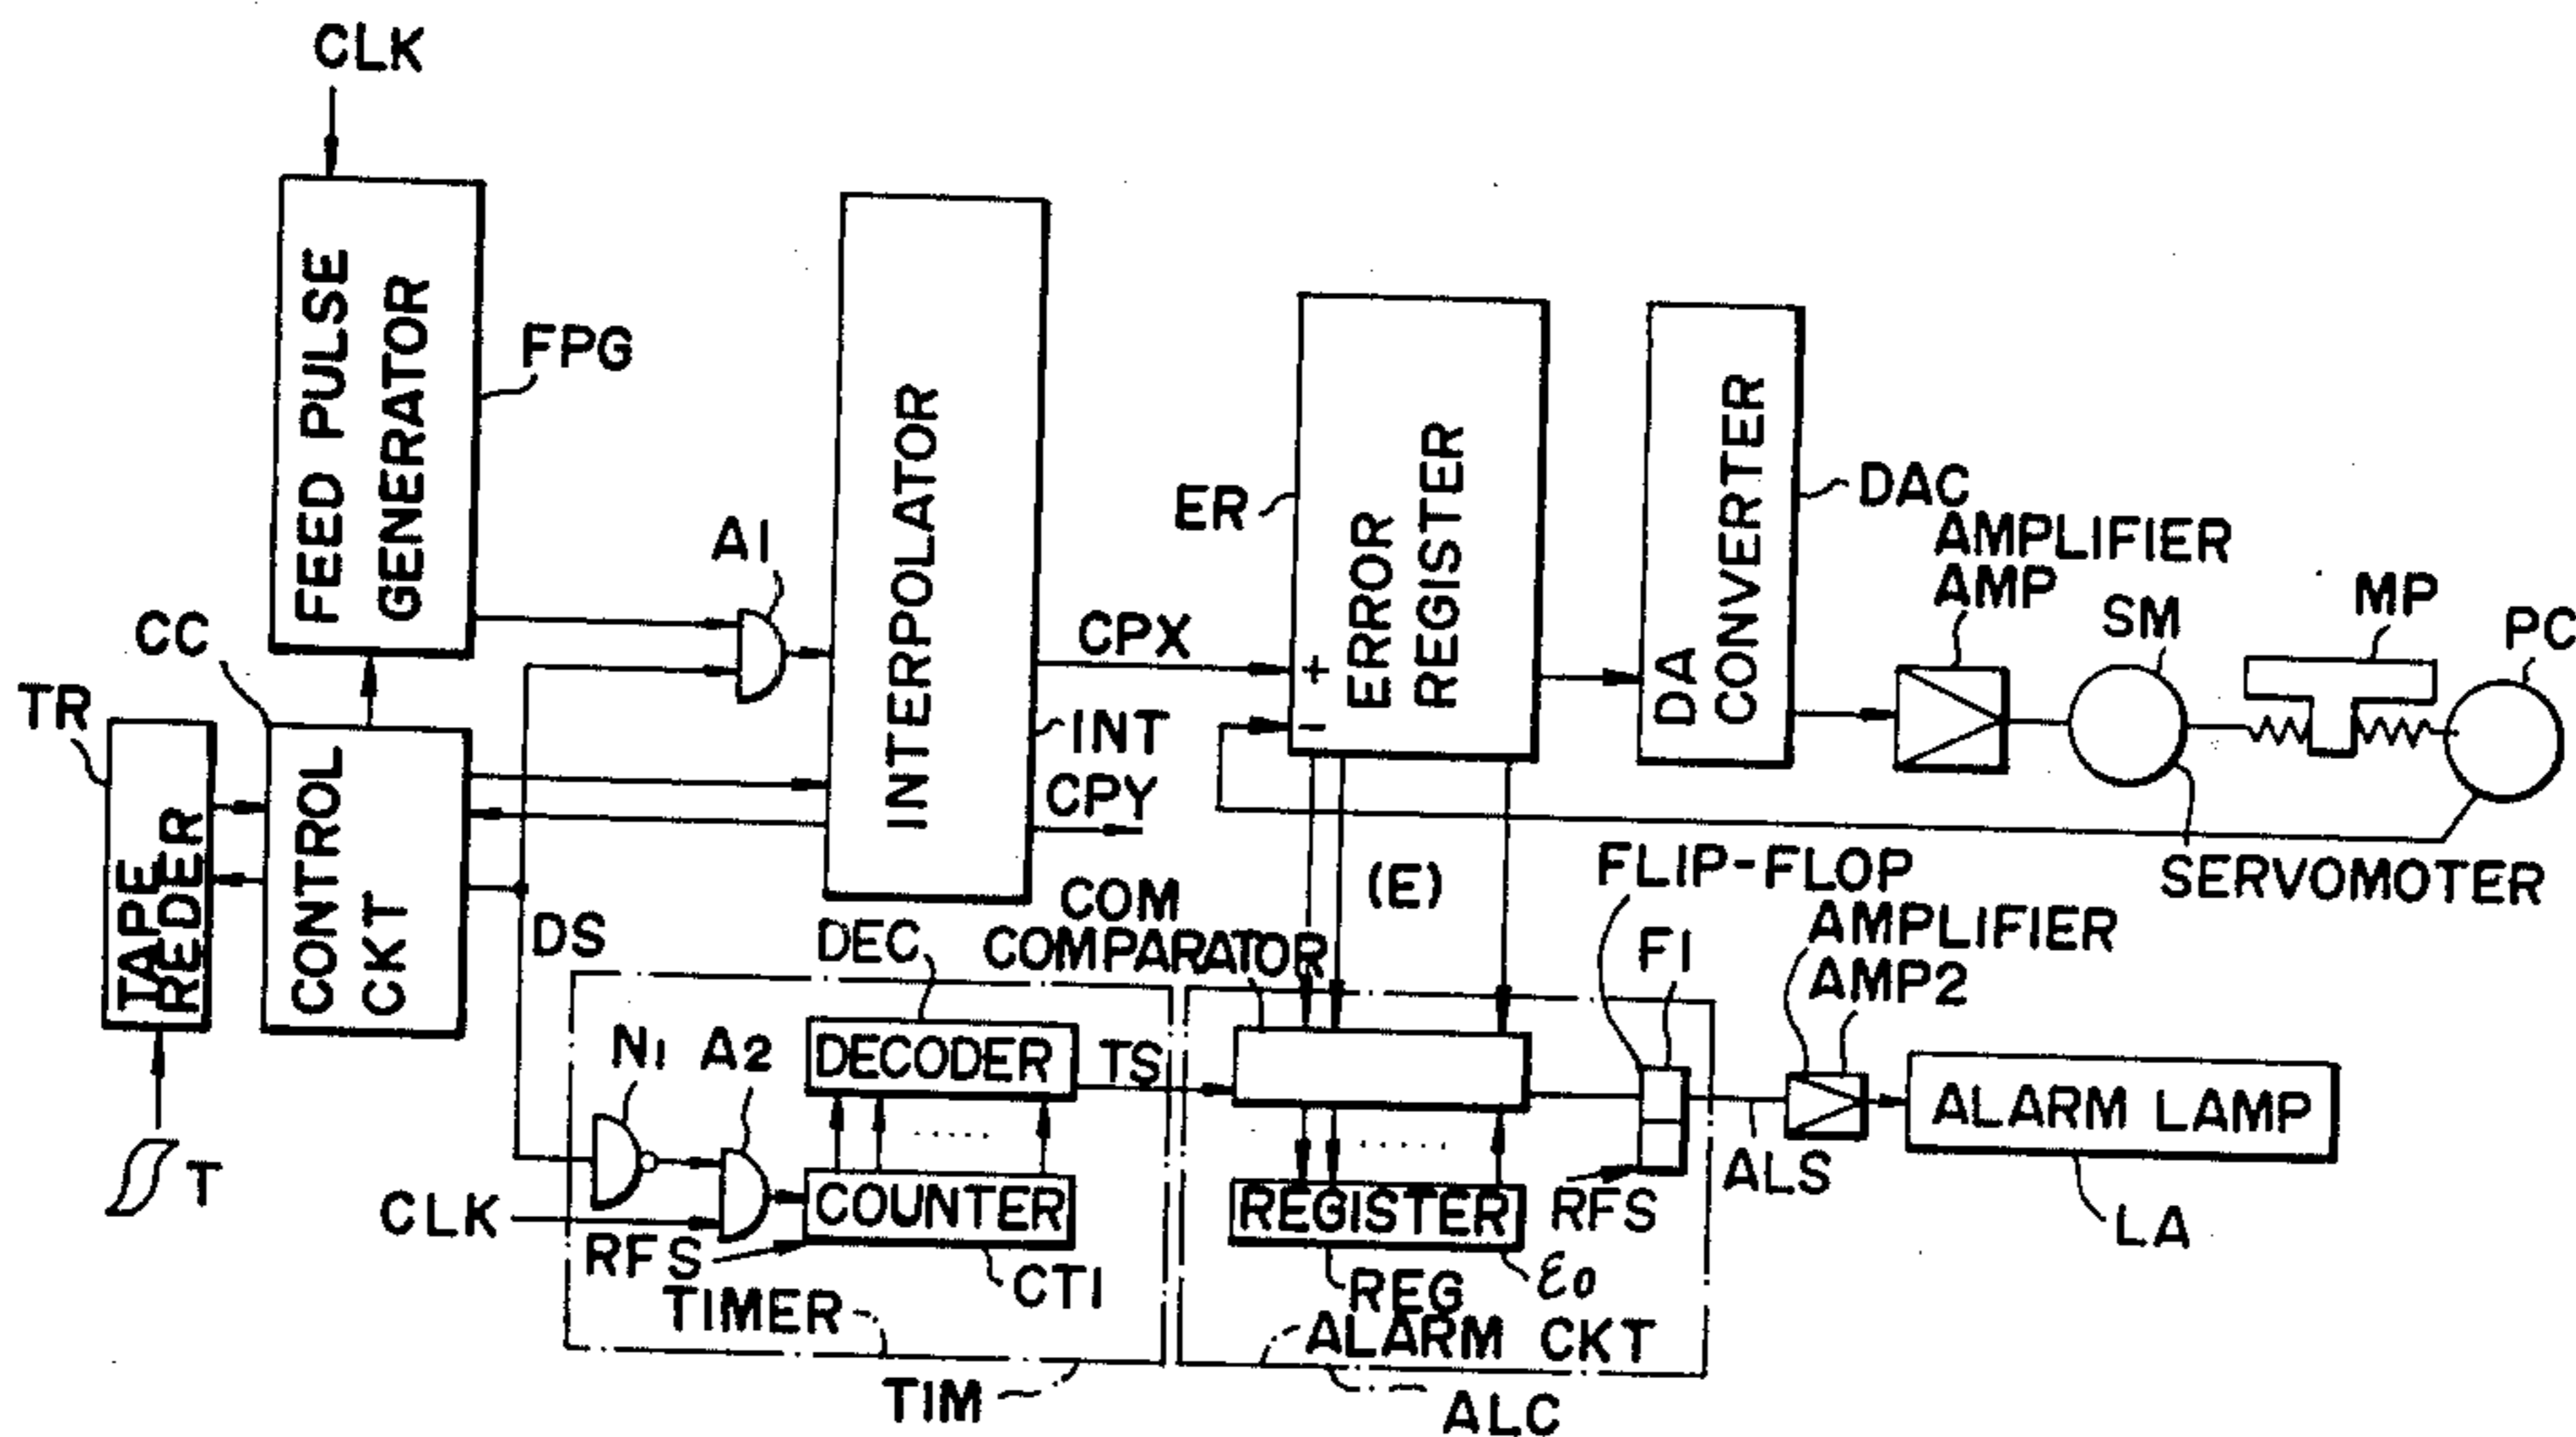 CLK
FEED PULSE
GENERATOR
FPG
CC
TR
TAPE
REDER
T
CONTROL
CKT
A1
INTERPOLATOR
CPX
INT
CPY
DS
ER
+
-
ERROR
REGISTER
DA
CONVERTER
DAC
AMPLIFIER
AMP
SM
MP
PC
SERVOMOTER
(E)
COM
COMPARATOR
FLIP-FLOP
F1
AMPLIFIER
AMP2
DEC
N1
A2
DECODER
TS
COUNTER
CLK
RFS
CT1
TIMER
TIM
REGISTER
REG
ε0
RFS
ALARM CKT
ALC
ALS
ALARM LAMP
LA